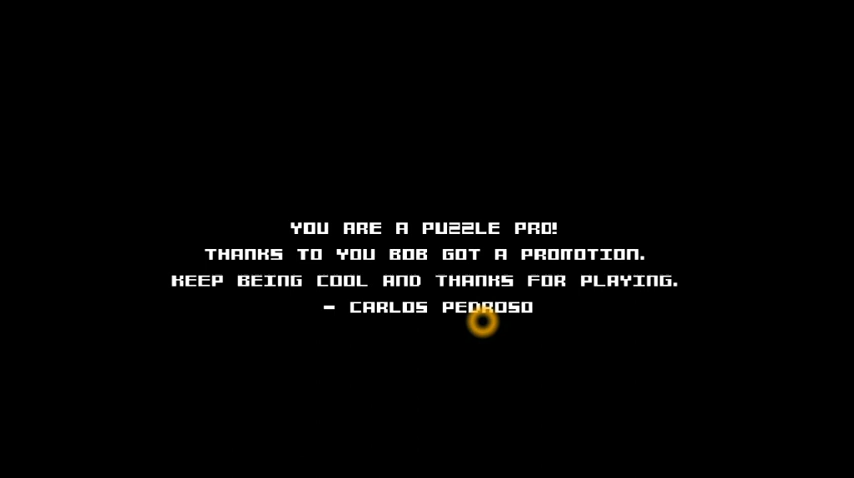 YOU ARE A PUZZLE PRO!
THANKS TO YOU BOB GOT A PROMOTION.
KEEP BEING COOL AND THANKS FOR PLAYING.
- CARLOS PEDROSO